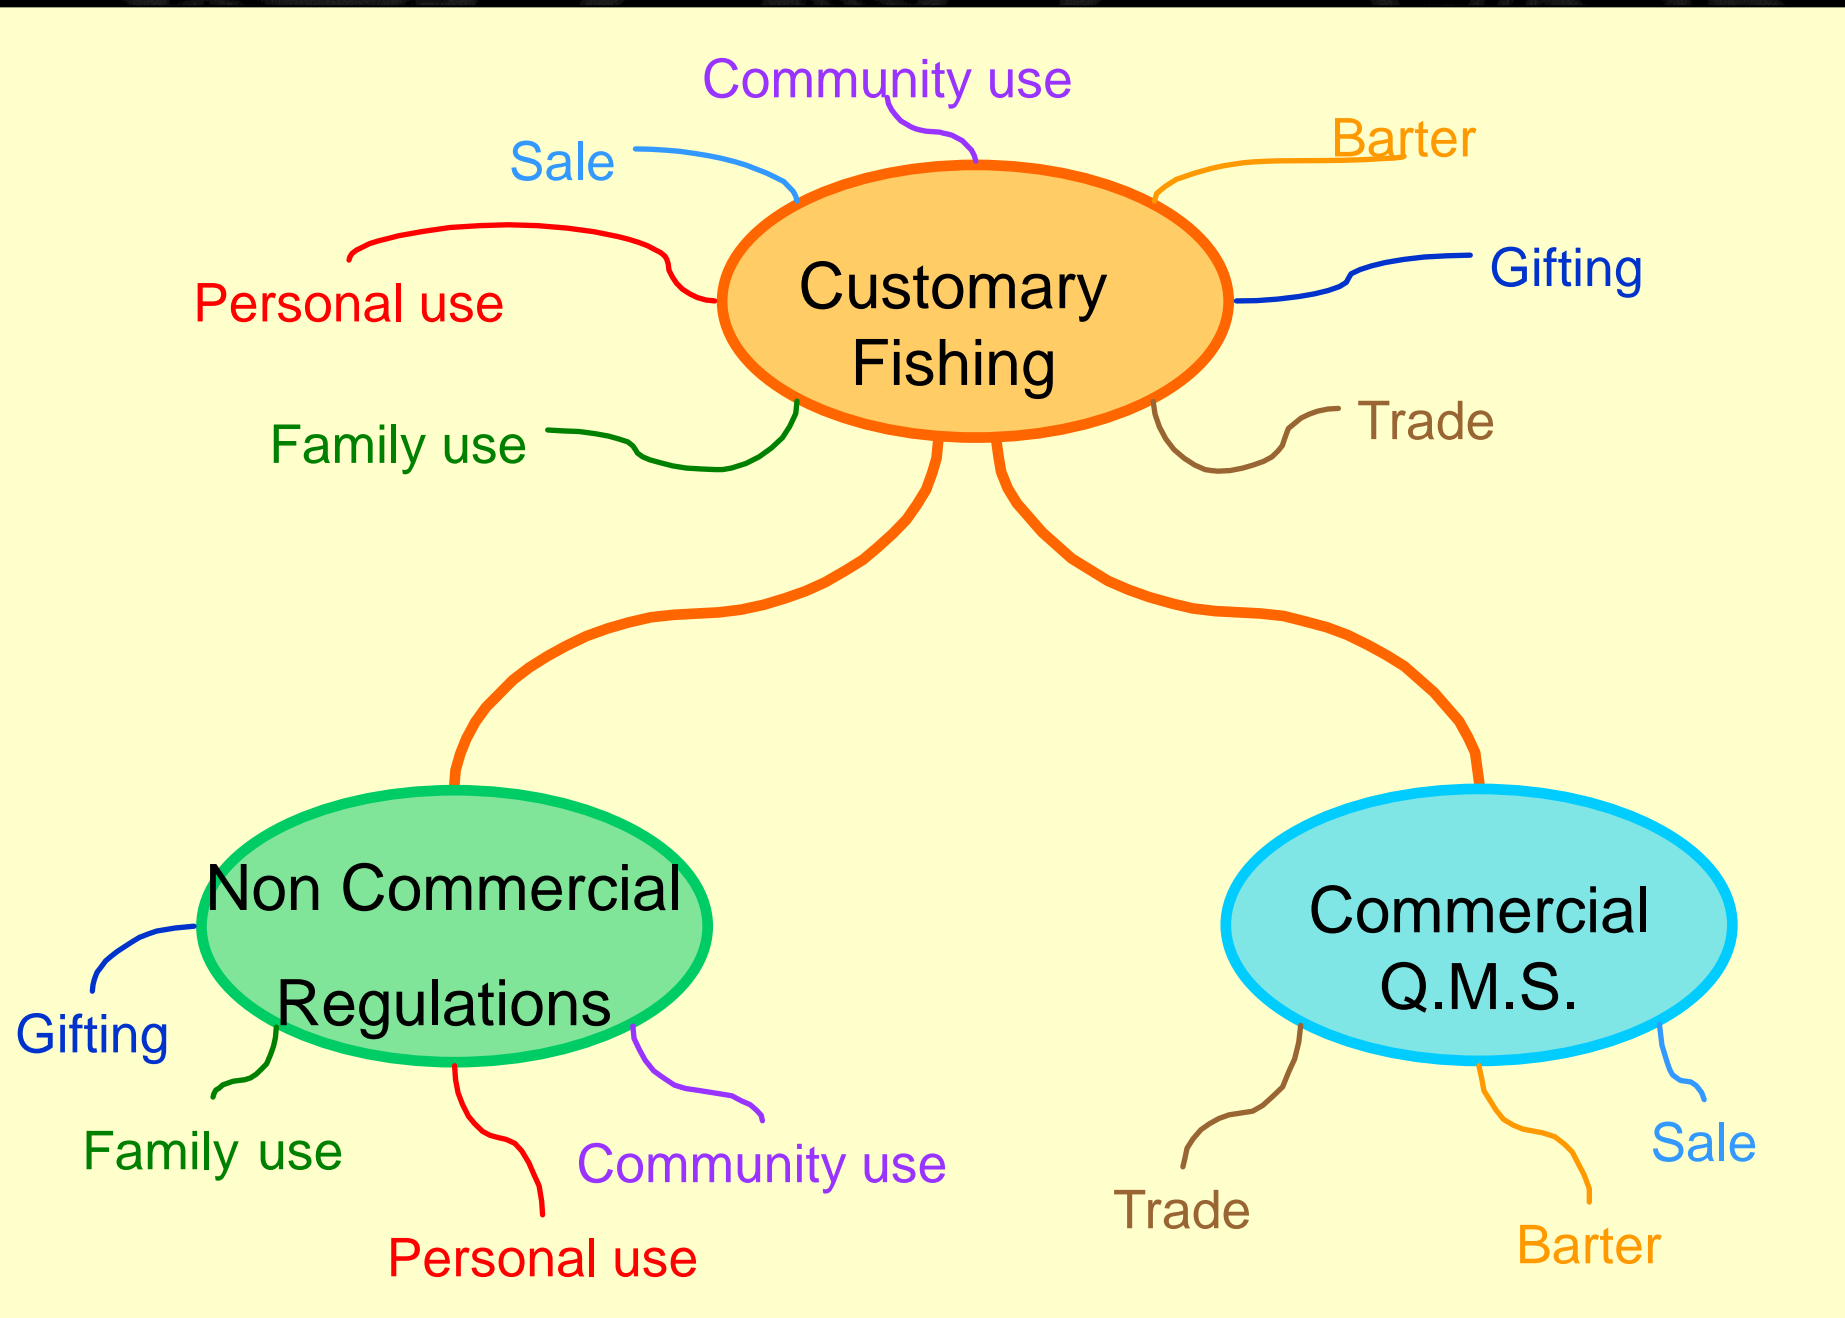 Community use
Barter
Sale
Gifting
Personal use
Customary
Fishing
Trade
Family use
Non Commercial
Regulations
Commercial
Q.M.S.
Gifting
Family use
Community use
Sale
Trade
Personal use
Barter